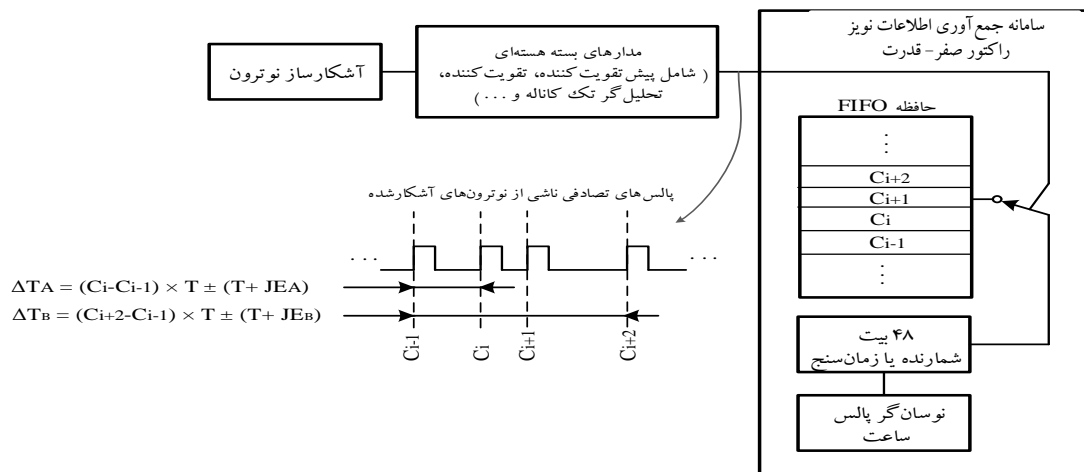 سامانه جمع‌آوری اطلاعات نویز
راکتور صفر- قدرت
مدارهای بسته هسته‌ای
( شامل پیش‌تقویت کننده، تقویت‌کننده،
تحلیل‌گر تک کاناله و ... )
آشکارساز نوترون
حافظه FIFO
⋮
Ci+2
Ci+1
Ci
Ci-1
⋮
پالس‌های تصادفی ناشی از نوترون‌های آشکارشده
. . .
. . .
ΔTA = (Ci-Ci-1) × T ± (T+ JEA)
ΔTB = (Ci+2-Ci-1) × T ± (T+ JEB)
Ci-1
Ci
Ci+1
Ci+2
۴۸ بیت
شمارنده یا زمان‌سنج
نوسان‌گر پالس
ساعت